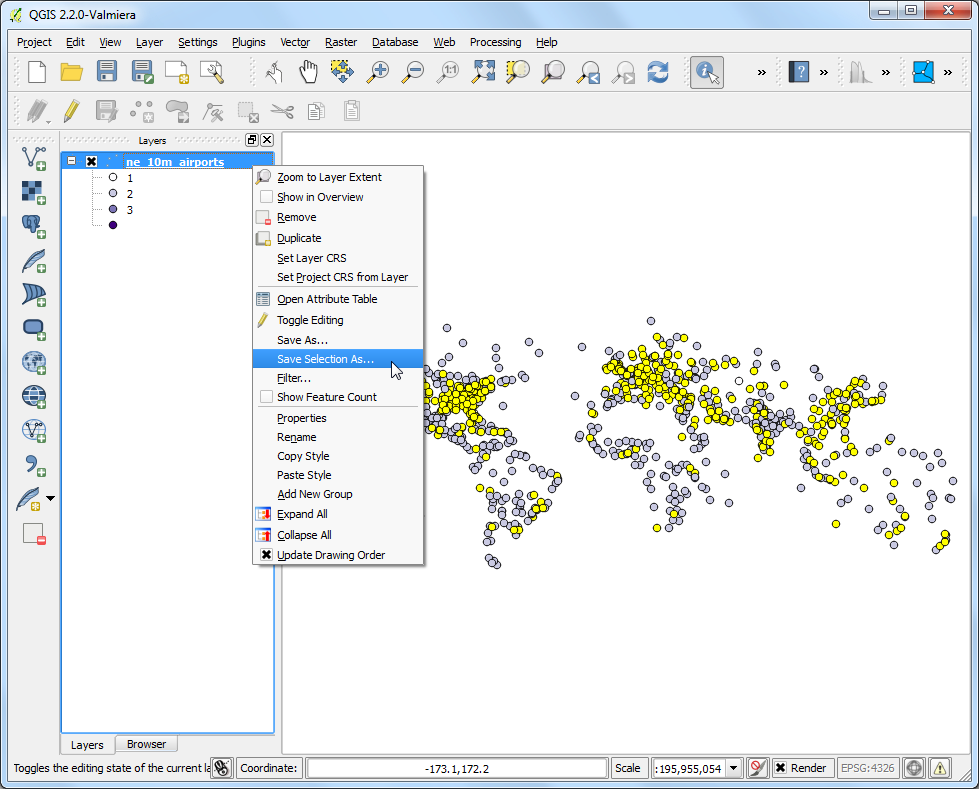 QGIS 2.2.0-Valmiera
Project Edit View Layer Settings Plugins Vector Raster Database Web Processing Help
1:1
» ? » » »
Layers
ne_10m_airports
1
2
3
Zoom to Layer Extent
Show in Overview
Remove
Duplicate
Set Layer CRS
Set Project CRS from Layer
Open Attribute Table
Toggle Editing
Save As...
Save Selection As...
Filter...
Show Feature Count
Properties
Rename
Copy Style
Paste Style
Add New Group
Expand All
Collapse All
Update Drawing Order
Layers Browser
Toggles the editing state of the current la Coordinate: -173.1,172.2 Scale :195,955,054 Render EPSG:4326